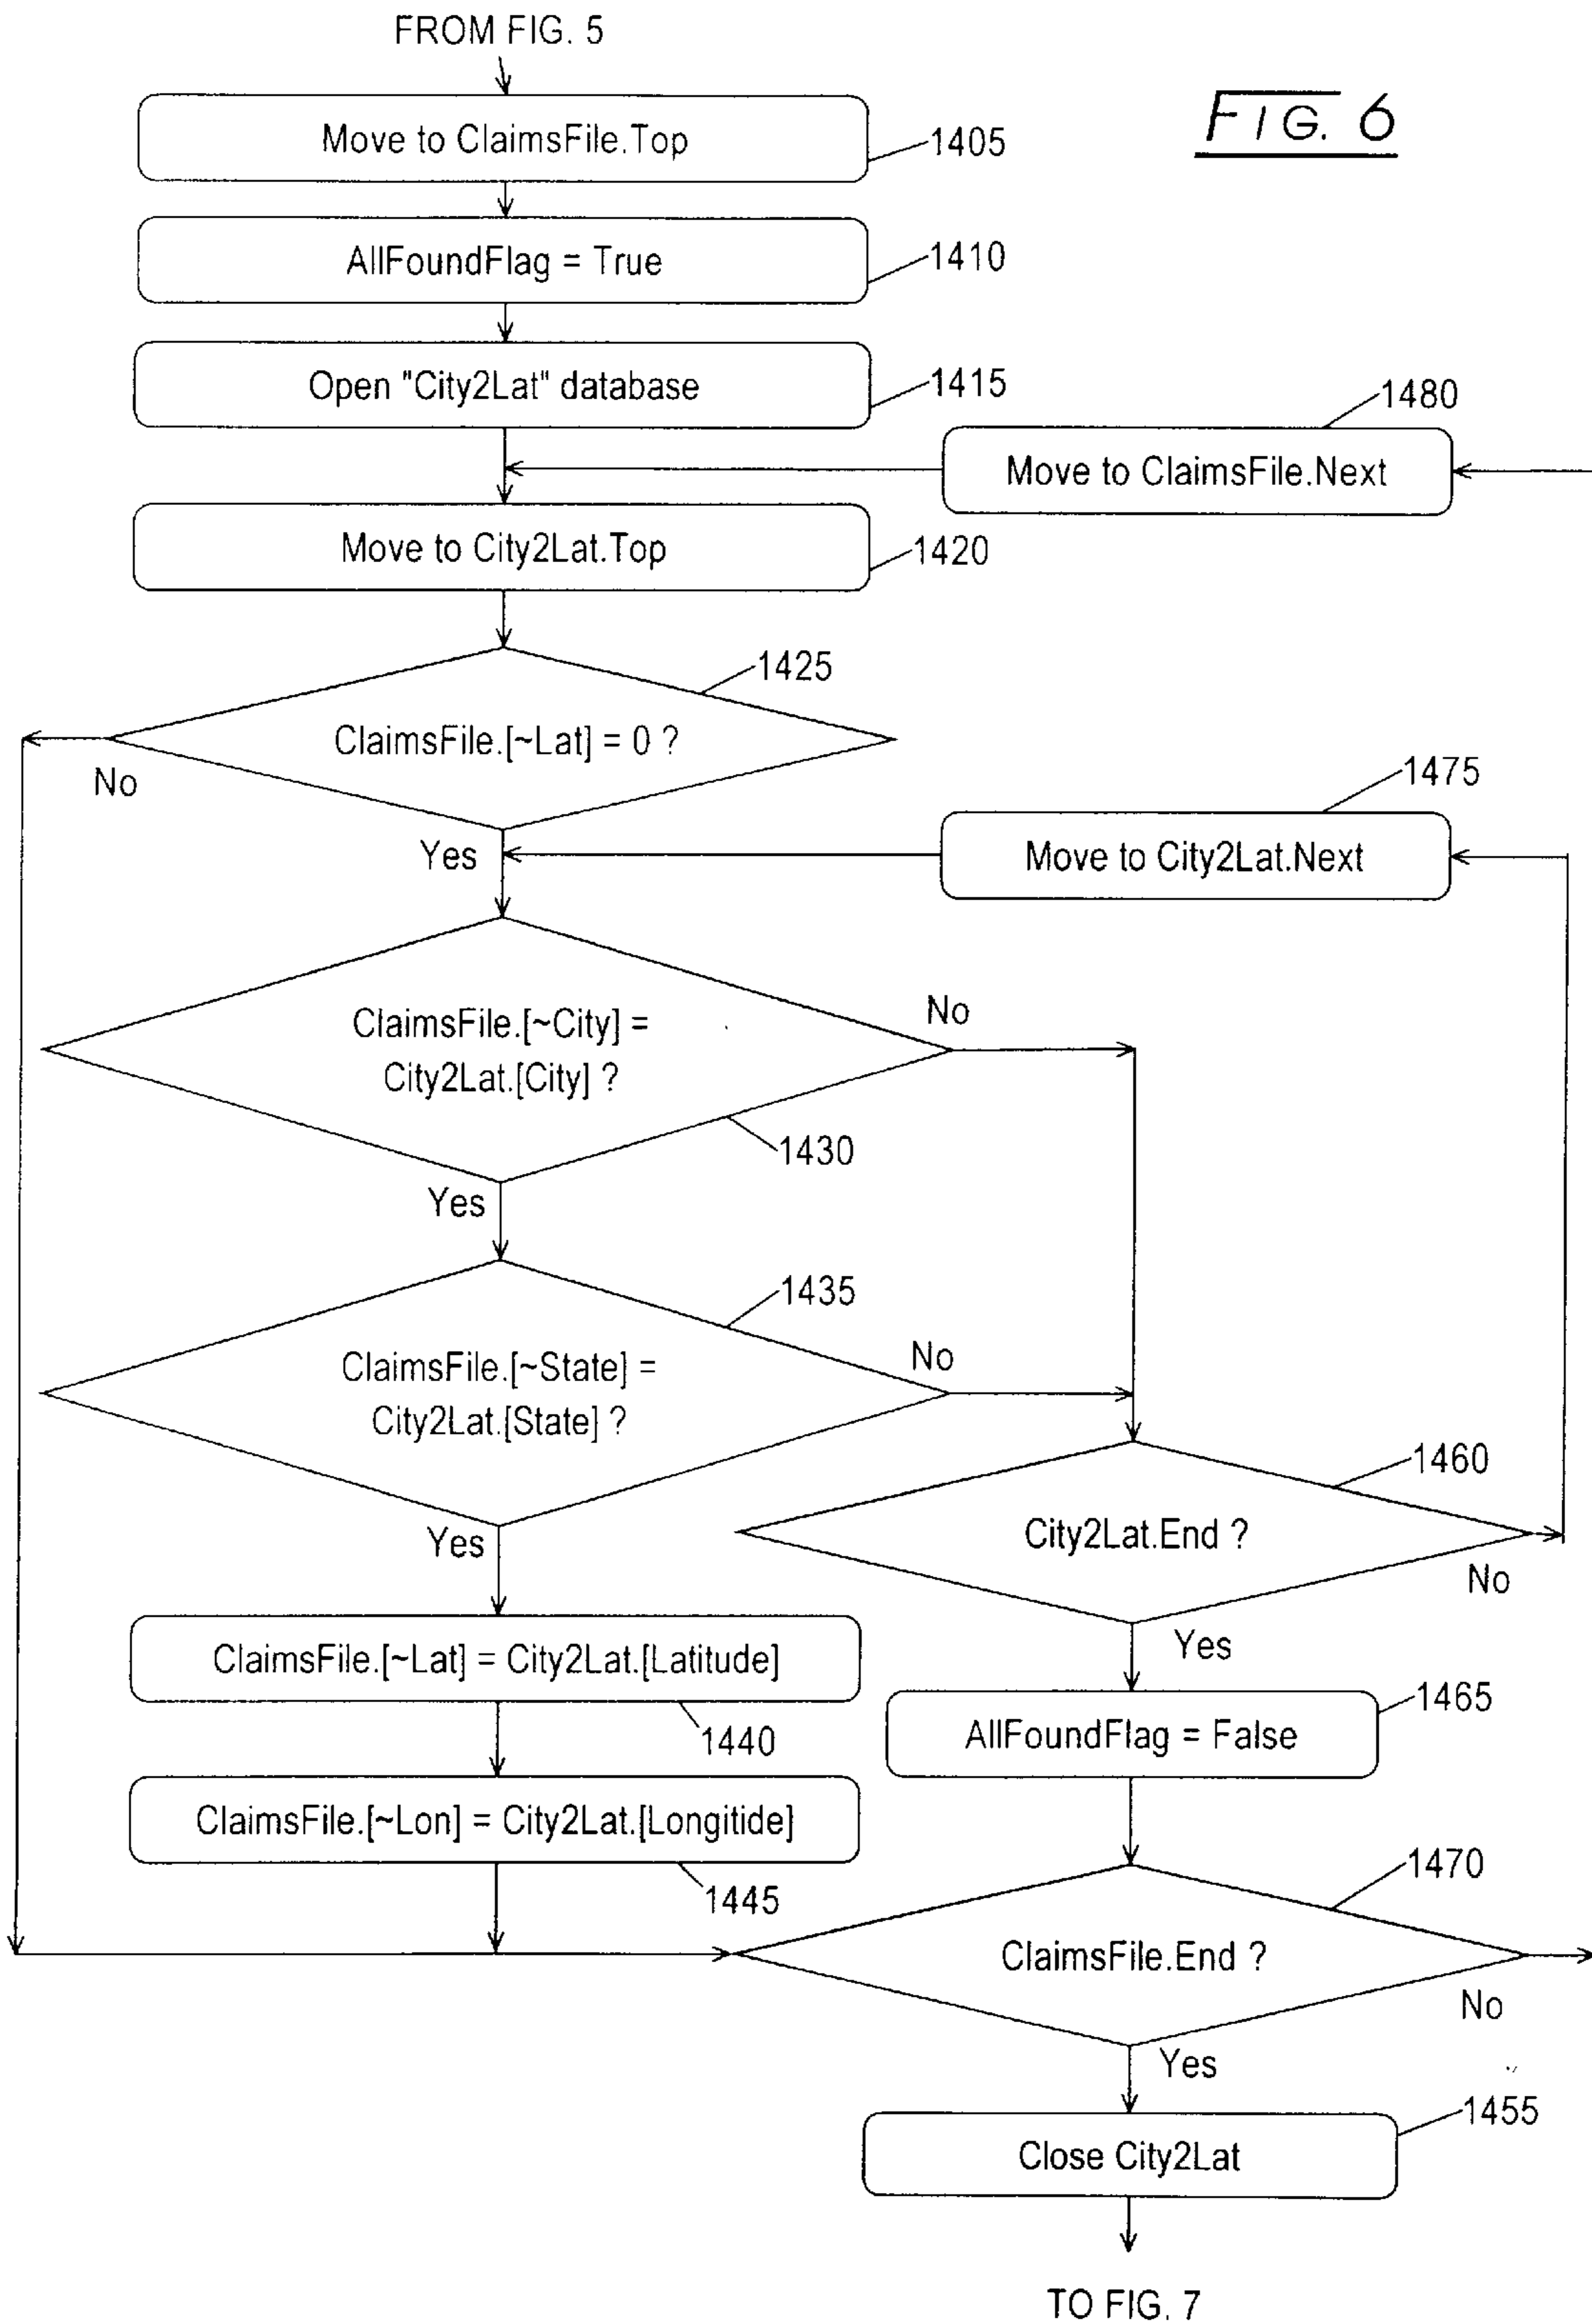 FROM FIG. 5
FIG. 6
Move to ClaimsFile.Top
1405
AllFoundFlag = True
1410
Open "City2Lat" database
1415
1480
Move to ClaimsFile.Next
Move to City2Lat.Top
1420
1425
ClaimsFile.[~Lat] = 0 ?
No
Yes
1475
Move to City2Lat.Next
ClaimsFile.[~City] =
City2Lat.[City] ?
No
1430
Yes
1435
ClaimsFile.[~State] =
City2Lat.[State] ?
No
Yes
1460
City2Lat.End ?
No
Yes
ClaimsFile.[~Lat] = City2Lat.[Latitude]
1440
1465
AllFoundFlag = False
ClaimsFile.[~Lon] = City2Lat.[Longitide]
1445
1470
ClaimsFile.End ?
No
Yes
1455
Close City2Lat
TO FIG. 7